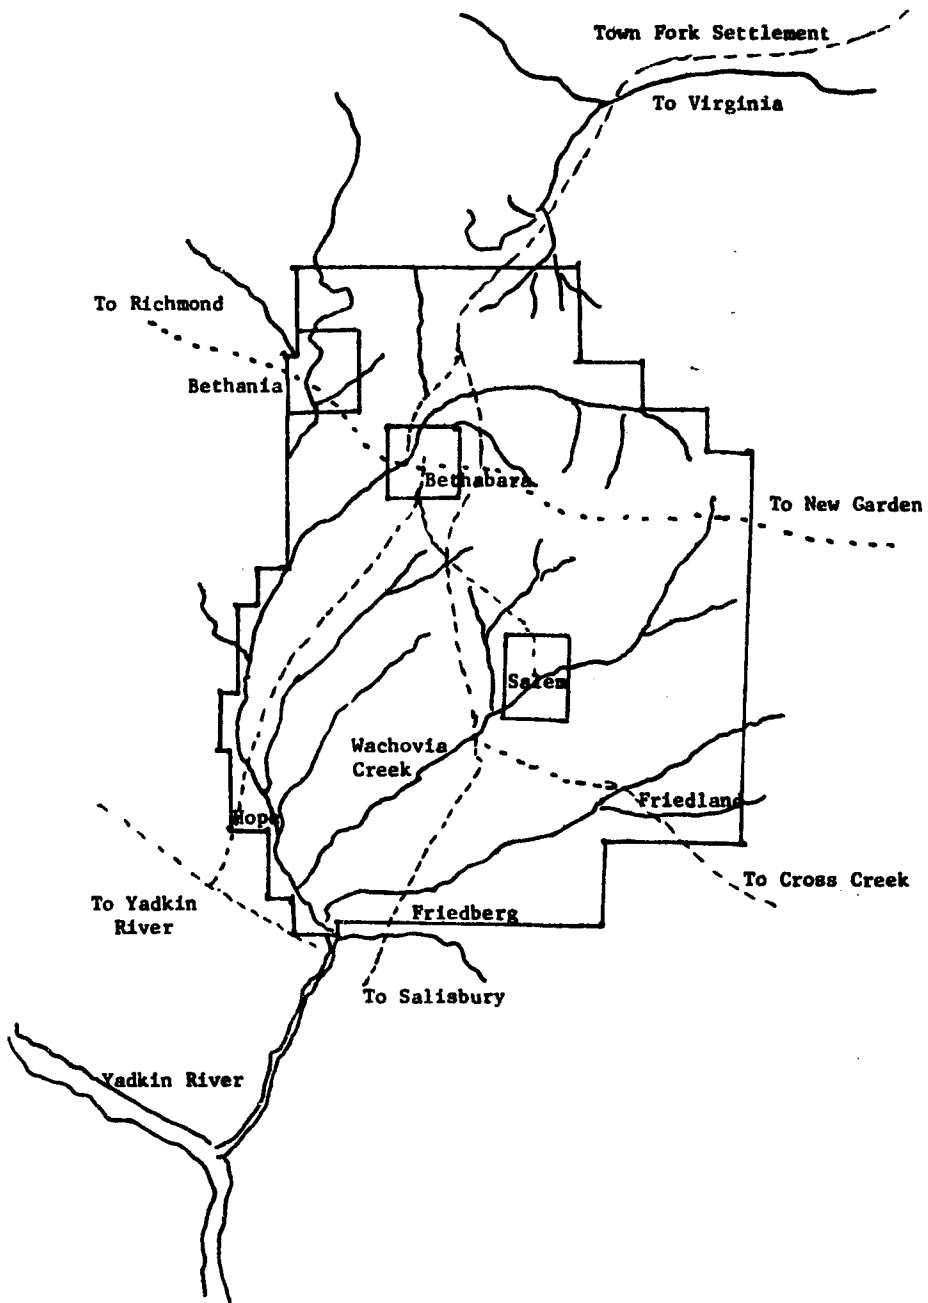 Town Fork Settlement
To Virginia
To Richmond
Bethania
Bethabara
To New Garden
Salem
Wachovia
Creek
Friedland
Hope
To Cross Creek
To Yadkin
River
Friedberg
To Salisbury
Yadkin River